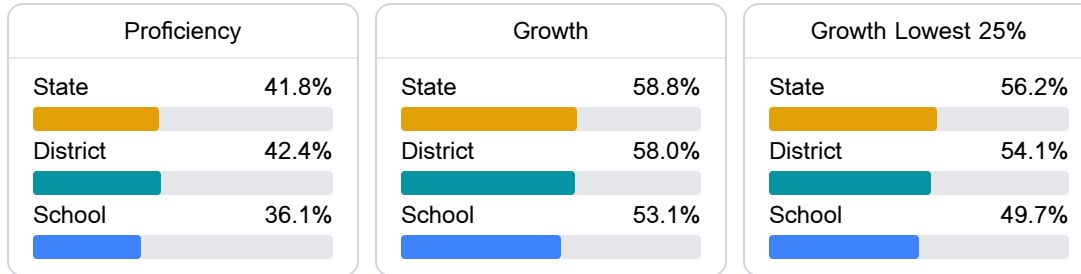 Proficiency
State 41.8%
District 42.4%
School 36.1%
Growth
State 58.8%
District 58.0%
School 53.1%
Growth Lowest 25%
State 56.2%
District 54.1%
School 49.7%